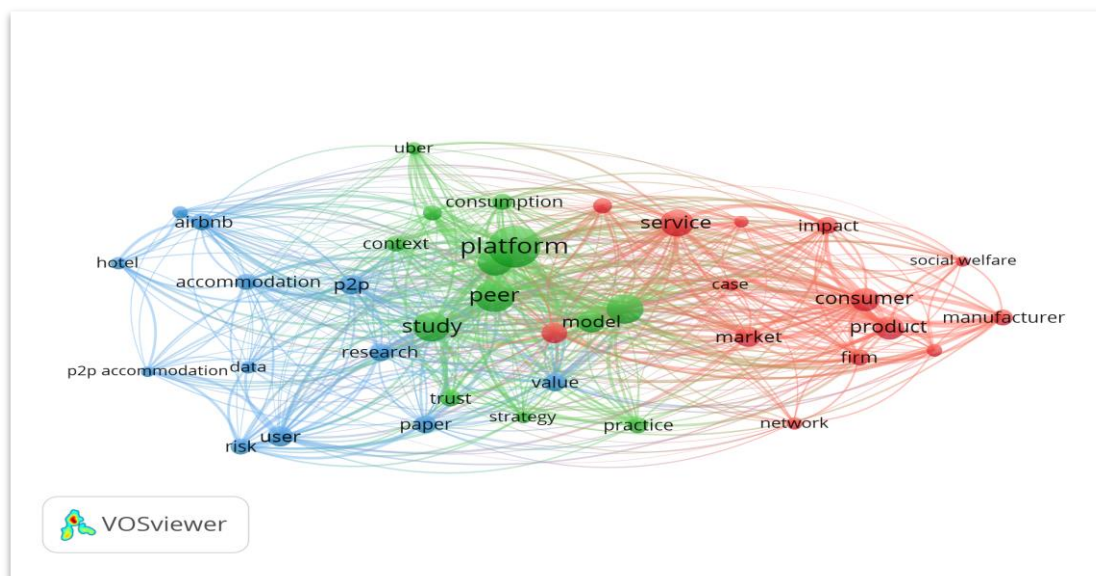 uber
consumption
airbnb
service
impact
context
platform
hotel
social welfare
accommodation
p2p
case
peer
consumer
manufacturer
study
model
product
market
research
firm
p2p accommodation
data
value
trust
strategy
paper
practice
network
user
risk
VOSviewer